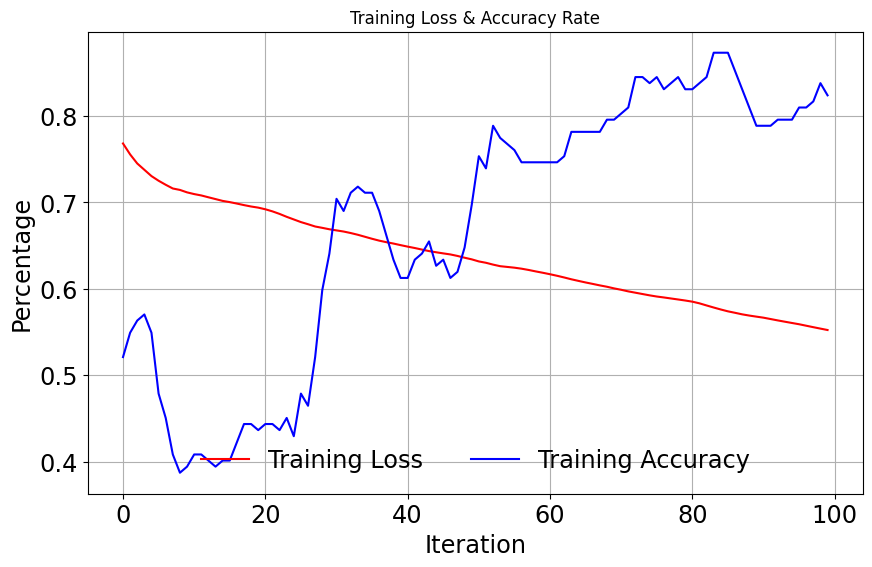 Training Loss & Accuracy Rate
Percentage
0.8
0.7
0.6
0.5
0.4
Training Loss Training Accuracy
0 20 40 60 80 100
Iteration